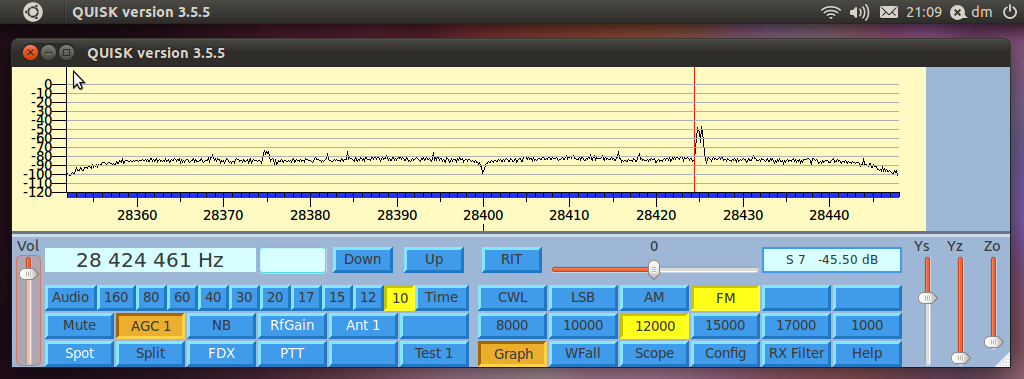 QUISK version 3.5.5
21:09 dm
QUISK version 3.5.5
0
-10
-20
-30
-40
-50
-60
-70
-80
-90
-100
-110
-120
28360 28370 28380 28390 28400 28410 28420 28430 28440
Vol 0 Ys Yz Zo
28 424 461 Hz Down Up RIT S 7 -45.50 dB
Audio 160 80 60 40 30 20 17 15 12 10 Time CWL LSB AM FM
Mute AGC 1 NB RfGain Ant 1 8000 10000 12000 15000 17000 1000
Spot Split FDX PTT Test 1 Graph WFall Scope Config RX Filter Help